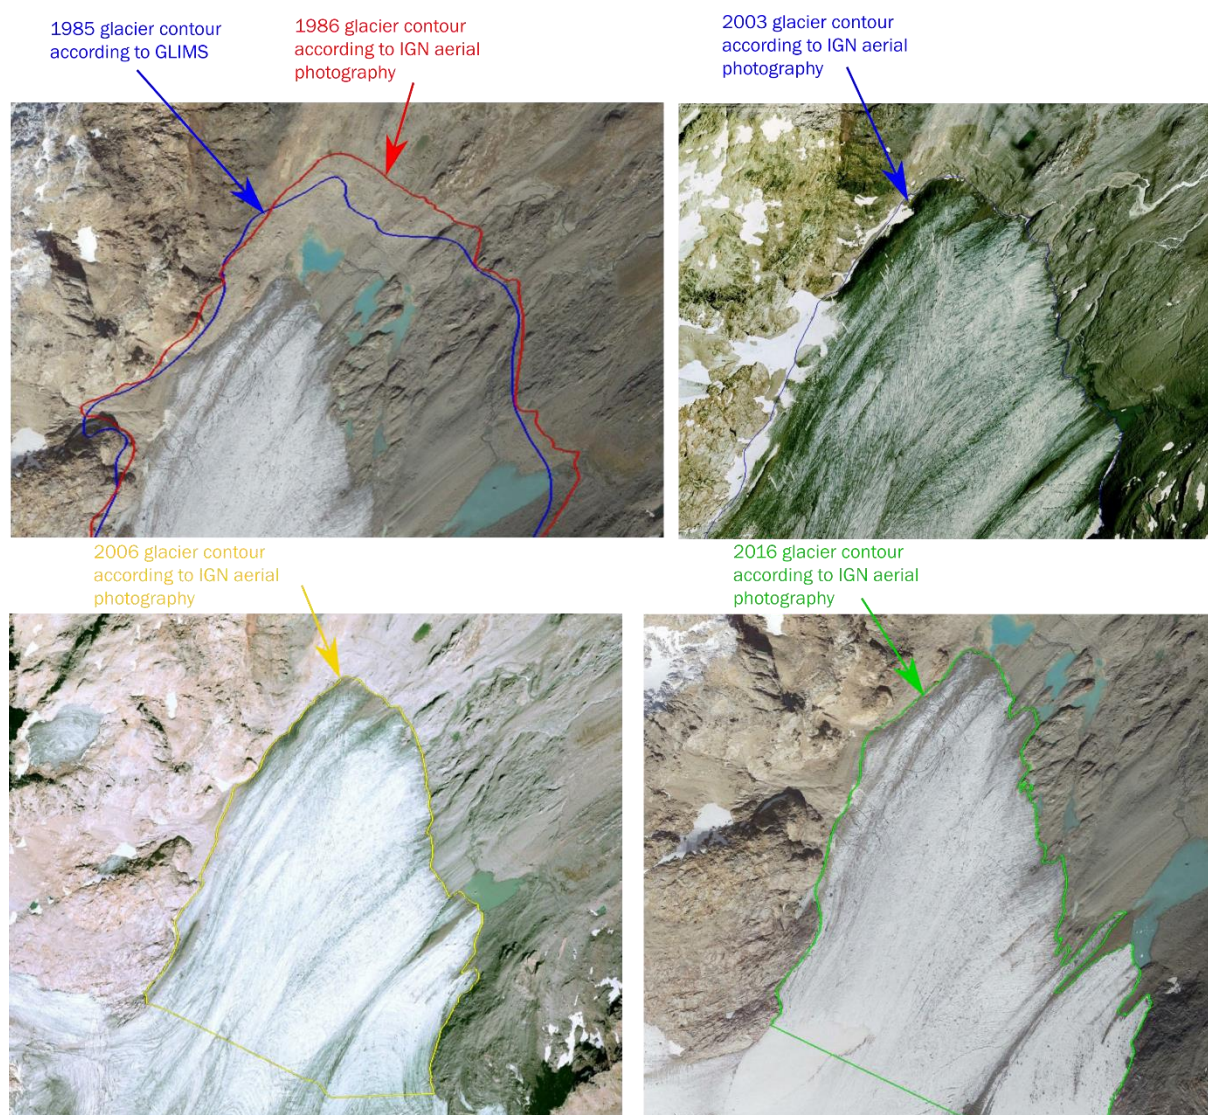 1985 glacier contour
according to GLIMS
1986 glacier contour
according to IGN aerial
photography
2003 glacier contour
according to IGN aerial
photography
2006 glacier contour
according to IGN aerial
photography
2016 glacier contour
according to IGN aerial
photography